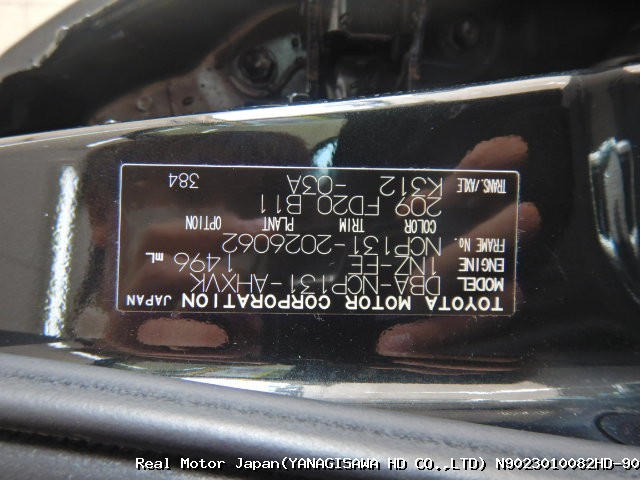 TOYOTA MOTOR CORPORATION JAPAN
MODEL DBA-NCP131-AHXVK
ENGINE 1NZ-FE 1496 mL
FRAME No. NCP131-2026062
COLOR TRIM PLANT OPTION
209 FD20 B11
TRANS./AXLE K312
-03A 384
Real Motor Japan(YANAGISAWA HD CO.,LTD) N9023010082HD-90